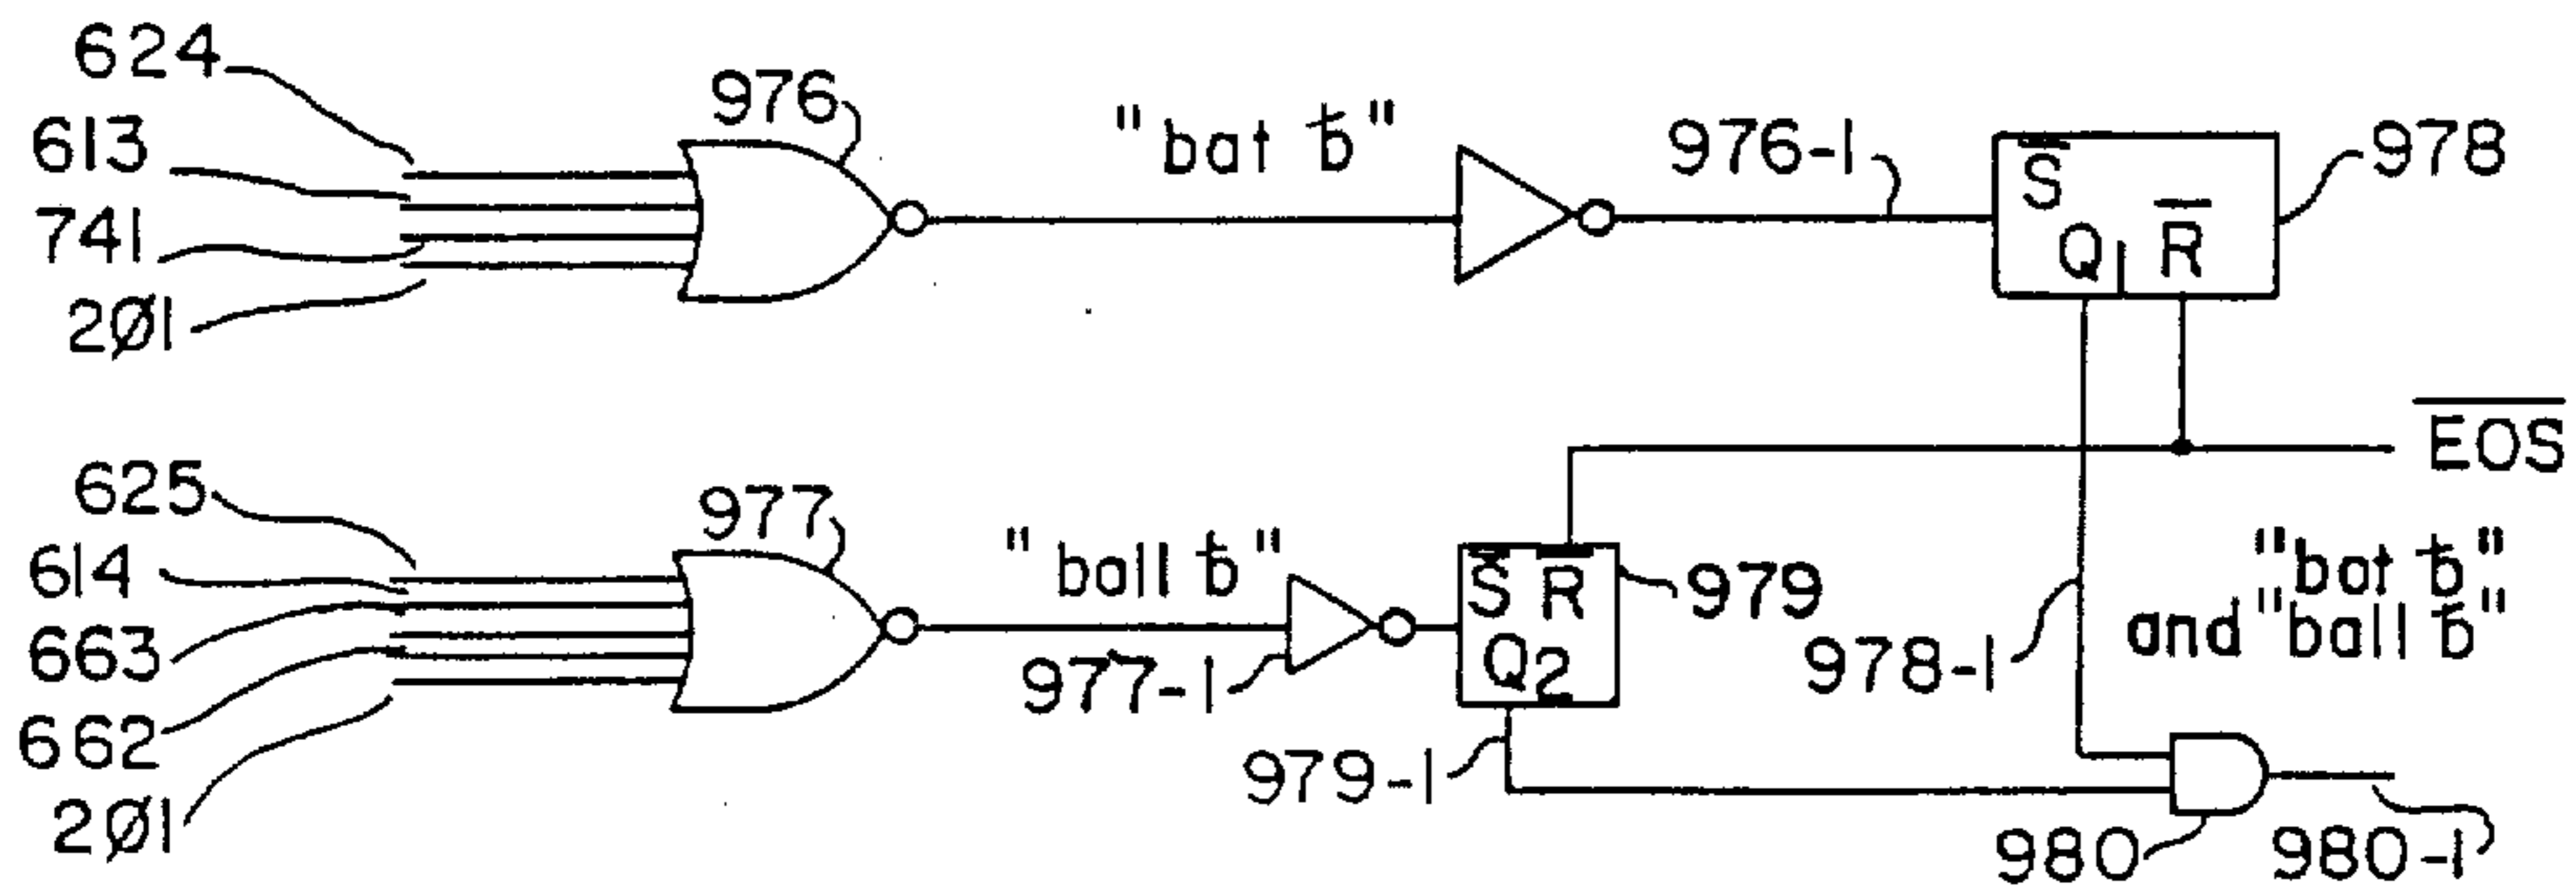 624
613
741
2Ø1
976
"bat ƀ"
976-1
S̅
Q1 R̅
978
E̅O̅S̅
625
614
663
662
2Ø1
977
"ball ƀ"
977-1
S̅ R̅
Q2
979
979-1
978-1
"bat ƀ"
and "ball ƀ"
980
980-1